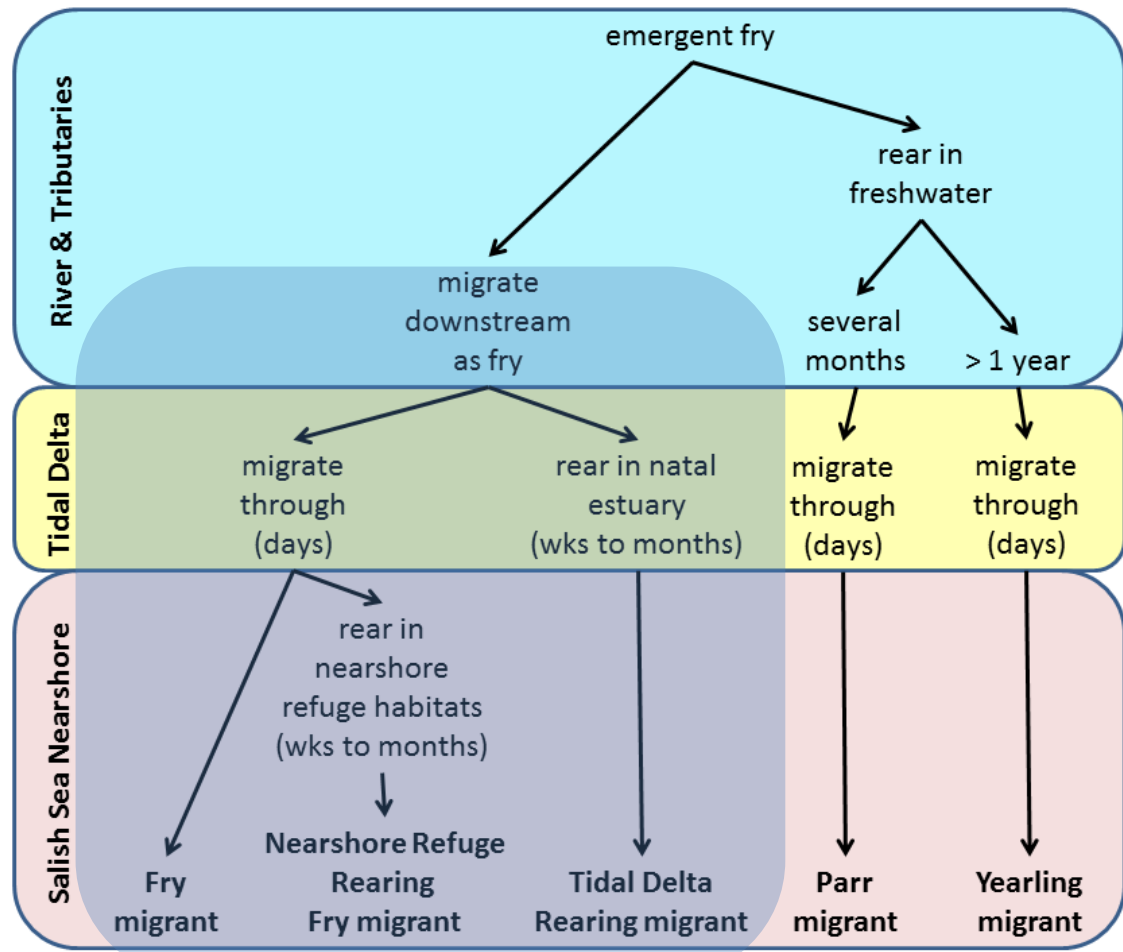 River & Tributaries
emergent fry
rear in
freshwater
migrate
downstream
as fry
several
months
> 1 year
Tidal Delta
migrate
through
(days)
rear in natal
estuary
(wks to months)
migrate
through
(days)
migrate
through
(days)
Salish Sea Nearshore
rear in
nearshore
refuge habitats
(wks to months)
Fry
migrant
Nearshore Refuge
Rearing
Fry migrant
Tidal Delta
Rearing migrant
Parr
migrant
Yearling
migrant